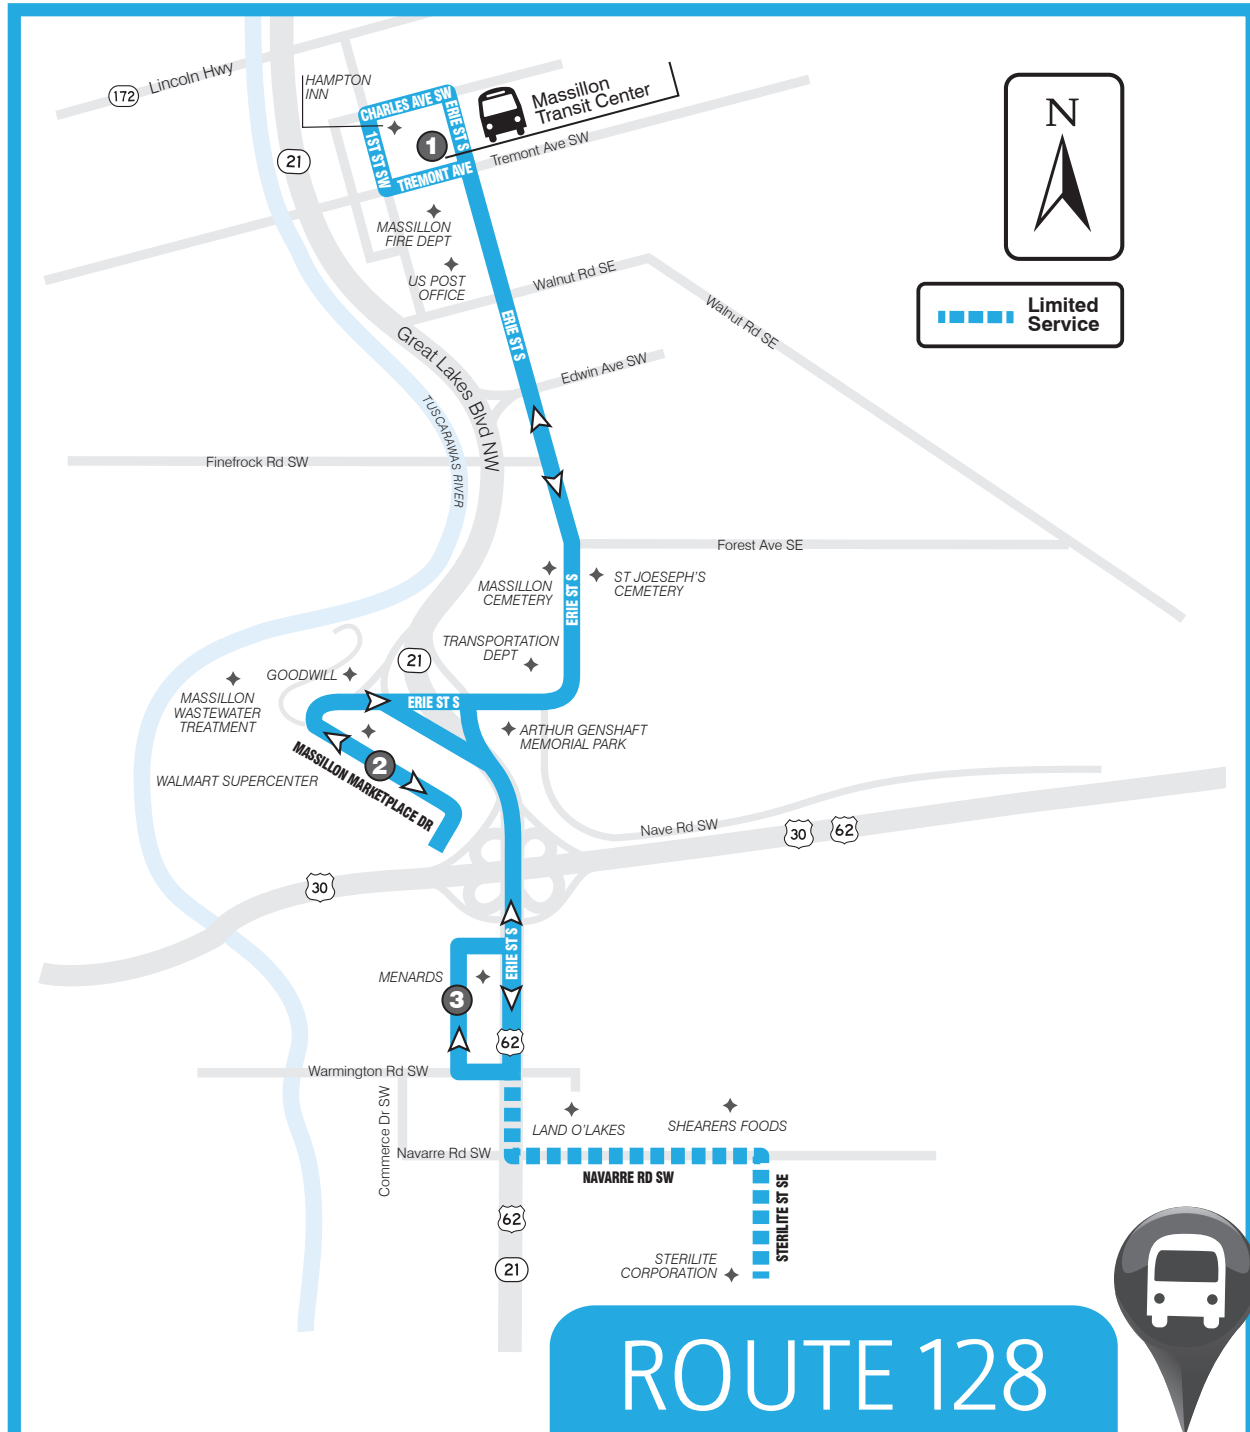 172
Lincoln Hwy
HAMPTON
INN
CHARLES AVE SW
ERIE ST S
1ST ST SW
TREMONT AVE
1
Massillon
Transit Center
Tremont Ave SW
21
N
Limited
Service
MASSILLON
FIRE DEPT
US POST
OFFICE
Walnut Rd SE
Walnut Rd SE
ERIE ST S
Great Lakes Blvd NW
Edwin Ave SW
TUSCARAWAS RIVER
Finefrock Rd SW
Forest Ave SE
MASSILLON
CEMETERY
ERIE ST S
ST JOESEPH'S
CEMETERY
TRANSPORTATION
DEPT
21
GOODWILL
MASSILLON
WASTEWATER
TREATMENT
ERIE ST S
ARTHUR GENSHAFT
MEMORIAL PARK
2
WALMART SUPERCENTER
MASSILLON MARKETPLACE DR
Nave Rd SW
30
62
30
ERIE ST S
MENARDS
3
62
Warmington Rd SW
Commerce Dr SW
LAND O'LAKES
SHEARERS FOODS
Navarre Rd SW
NAVARRE RD SW
STERILITE ST SE
62
STERILITE
CORPORATION
21
ROUTE 128